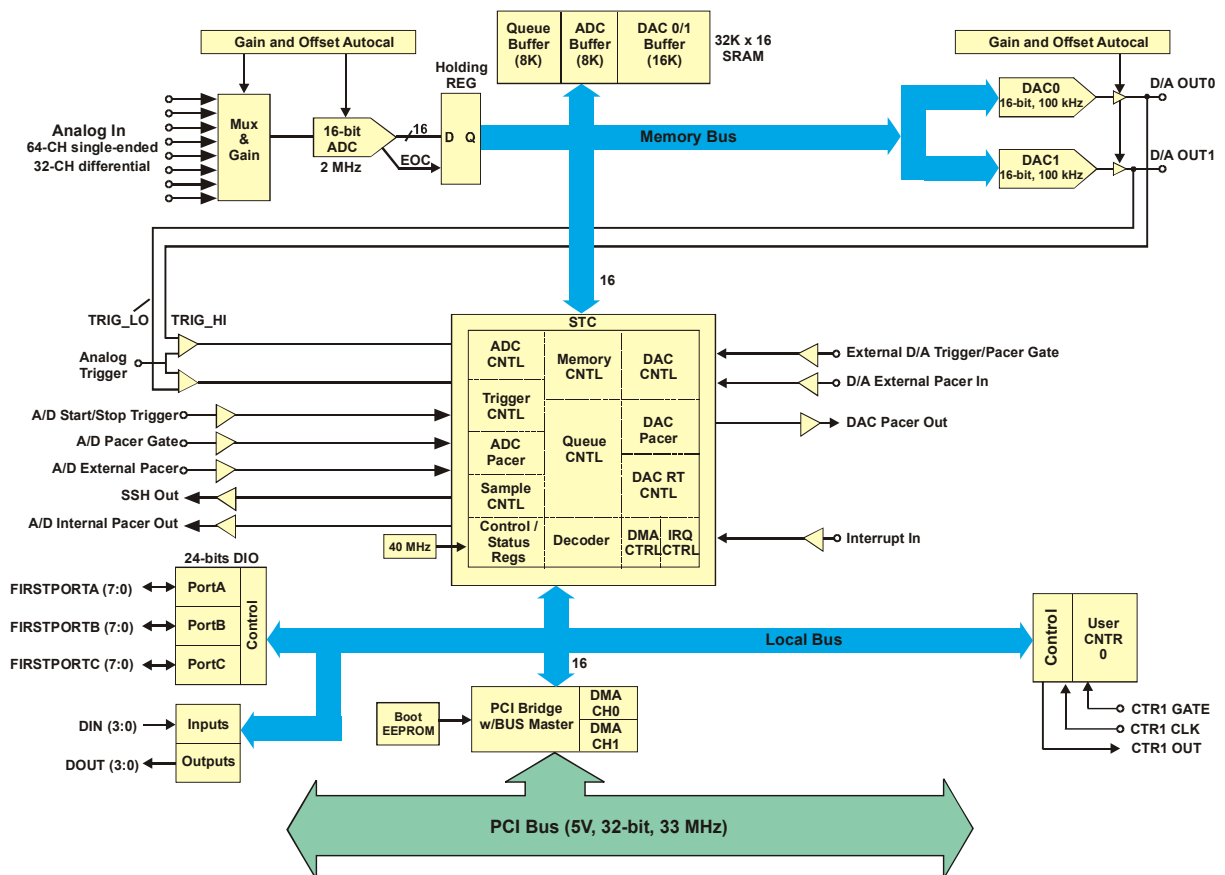 Gain and Offset Autocal
Queue
Buffer
(8K)
ADC
Buffer
(8K)
DAC 0/1
Buffer
(16K)
32K x 16
SRAM
Gain and Offset Autocal
Holding
REG
Analog In
64-CH single-ended
32-CH differential
Mux
&
Gain
16-bit
ADC
2 MHz
16
EOC
D Q
Memory Bus
DAC0
16-bit, 100 kHz
D/A OUT0
DAC1
16-bit, 100 kHz
D/A OUT1
16
TRIG_LO
TRIG_HI
Analog
Trigger
A/D Start/Stop Trigger
A/D Pacer Gate
A/D External Pacer
SSH Out
A/D Internal Pacer Out
40 MHz
STC
ADC
CNTL
Memory
CNTL
DAC
CNTL
Trigger
CNTL
ADC
Pacer
Queue
CNTL
DAC
Pacer
Sample
CNTL
DAC RT
CNTL
Control /
Status
Regs
Decoder
DMA
CTRL
IRQ
CTRL
External D/A Trigger/Pacer Gate
D/A External Pacer In
DAC Pacer Out
Interrupt In
24-bits DIO
FIRSTPORTA (7:0)
PortA
FIRSTPORTB (7:0)
PortB
FIRSTPORTC (7:0)
PortC
Control
Local Bus
16
Control
User
CNTR
0
CTR1 GATE
CTR1 CLK
CTR1 OUT
DIN (3:0)
Inputs
DOUT (3:0)
Outputs
Boot
EEPROM
PCI Bridge
w/BUS Master
DMA
CH0
DMA
CH1
PCI Bus (5V, 32-bit, 33 MHz)